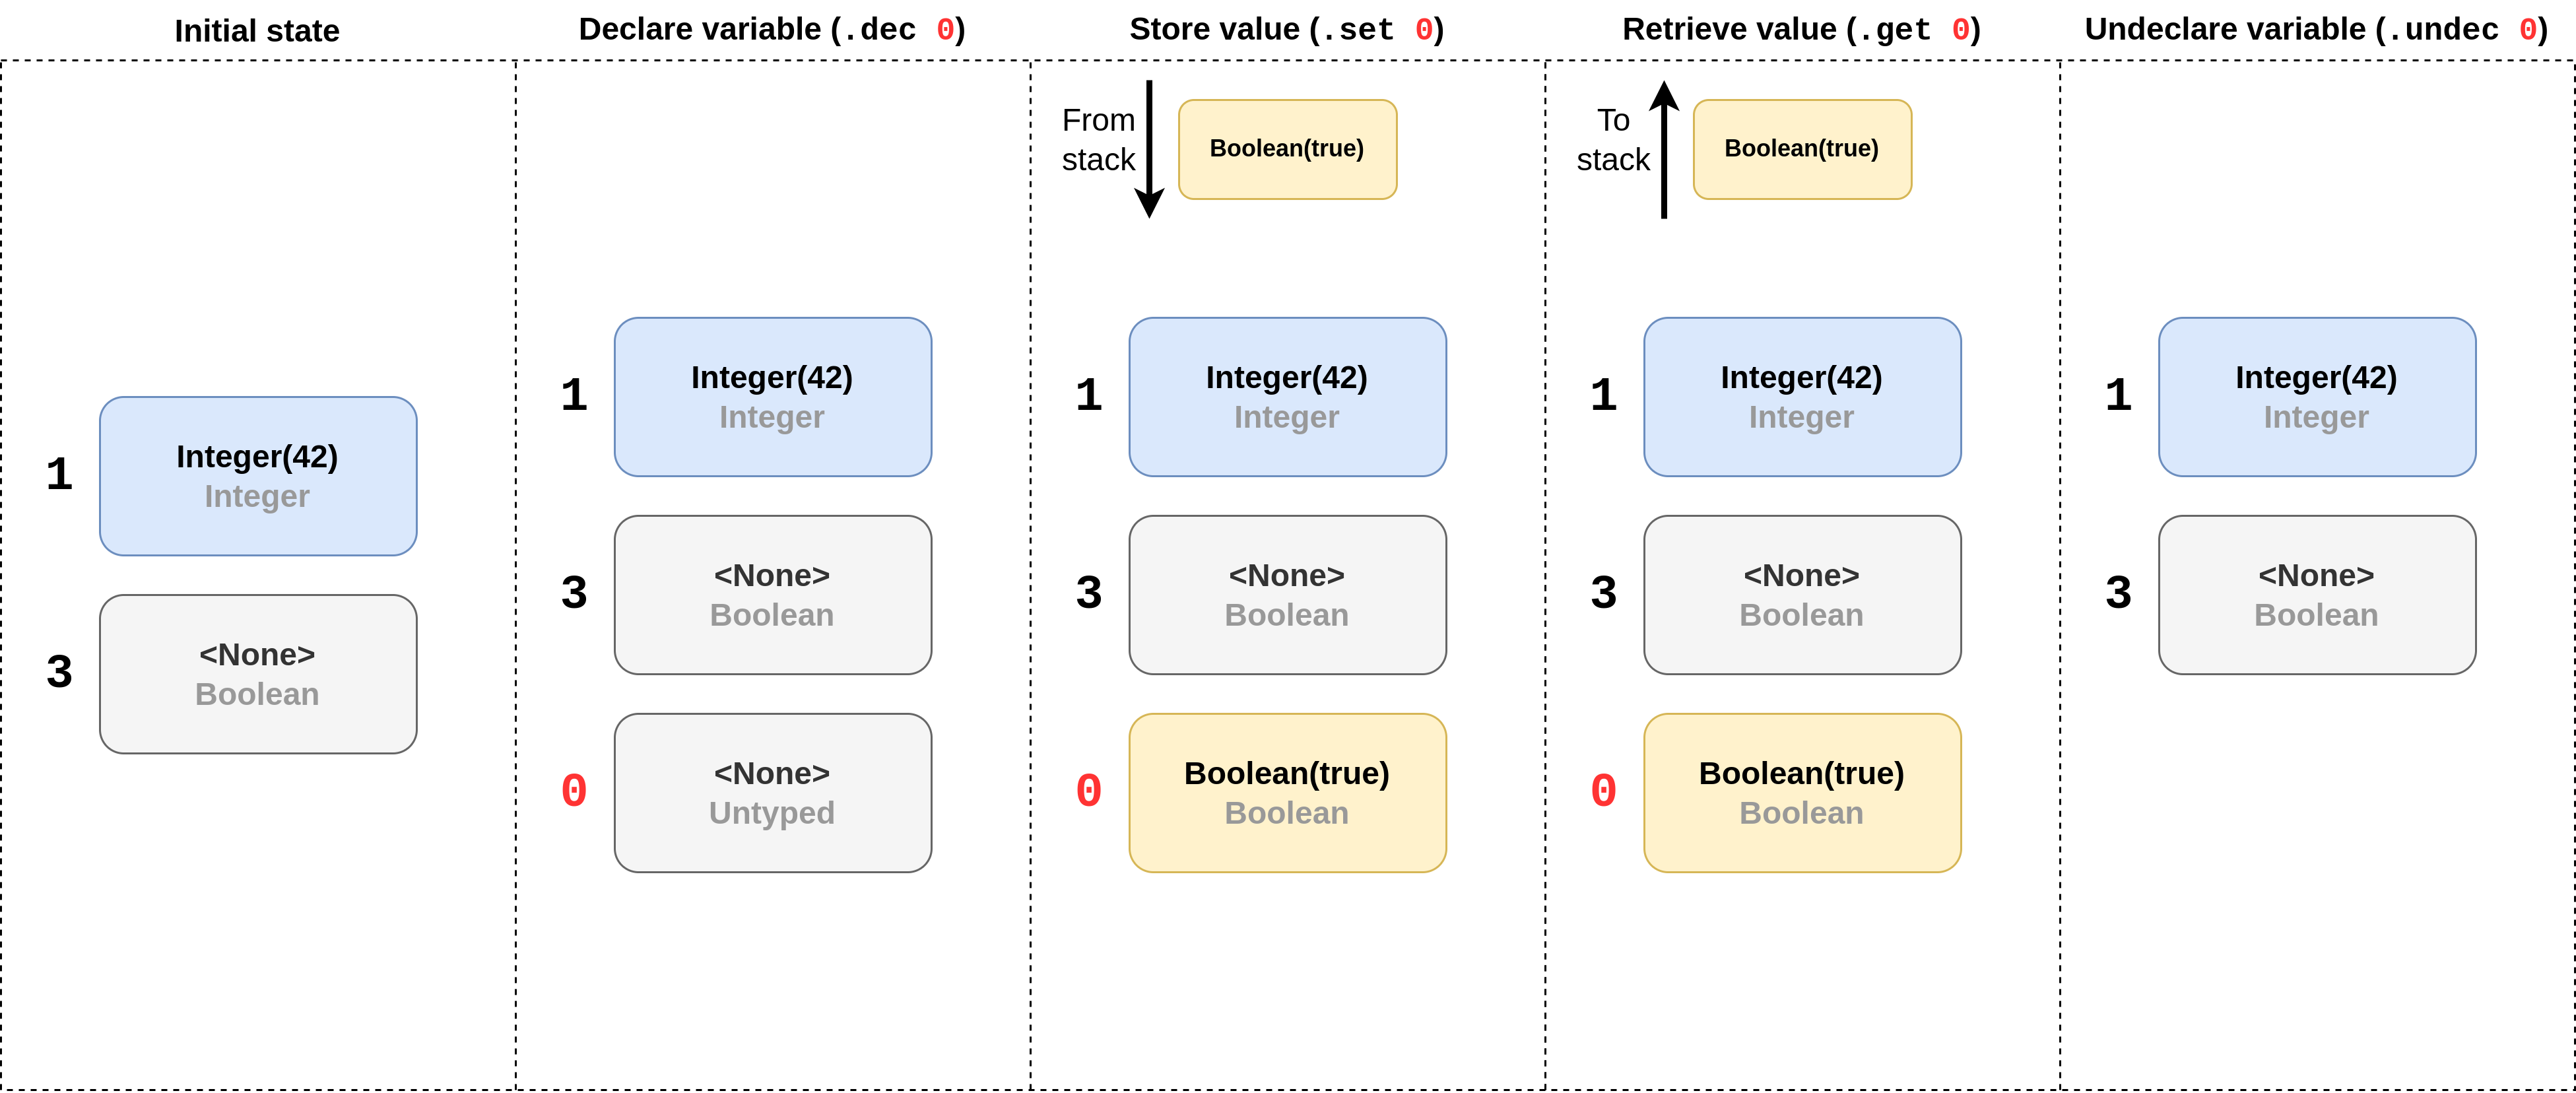 Initial state
1
Integer(42)
Integer
3
<None>
Boolean
Declare variable (.dec 0)
1
Integer(42)
Integer
3
<None>
Boolean
0
<None>
Untyped
Store value (.set 0)
From
stack
Boolean(true)
1
Integer(42)
Integer
3
<None>
Boolean
0
Boolean(true)
Boolean
Retrieve value (.get 0)
To
stack
Boolean(true)
1
Integer(42)
Integer
3
<None>
Boolean
0
Boolean(true)
Boolean
Undeclare variable (.undec 0)
1
Integer(42)
Integer
3
<None>
Boolean